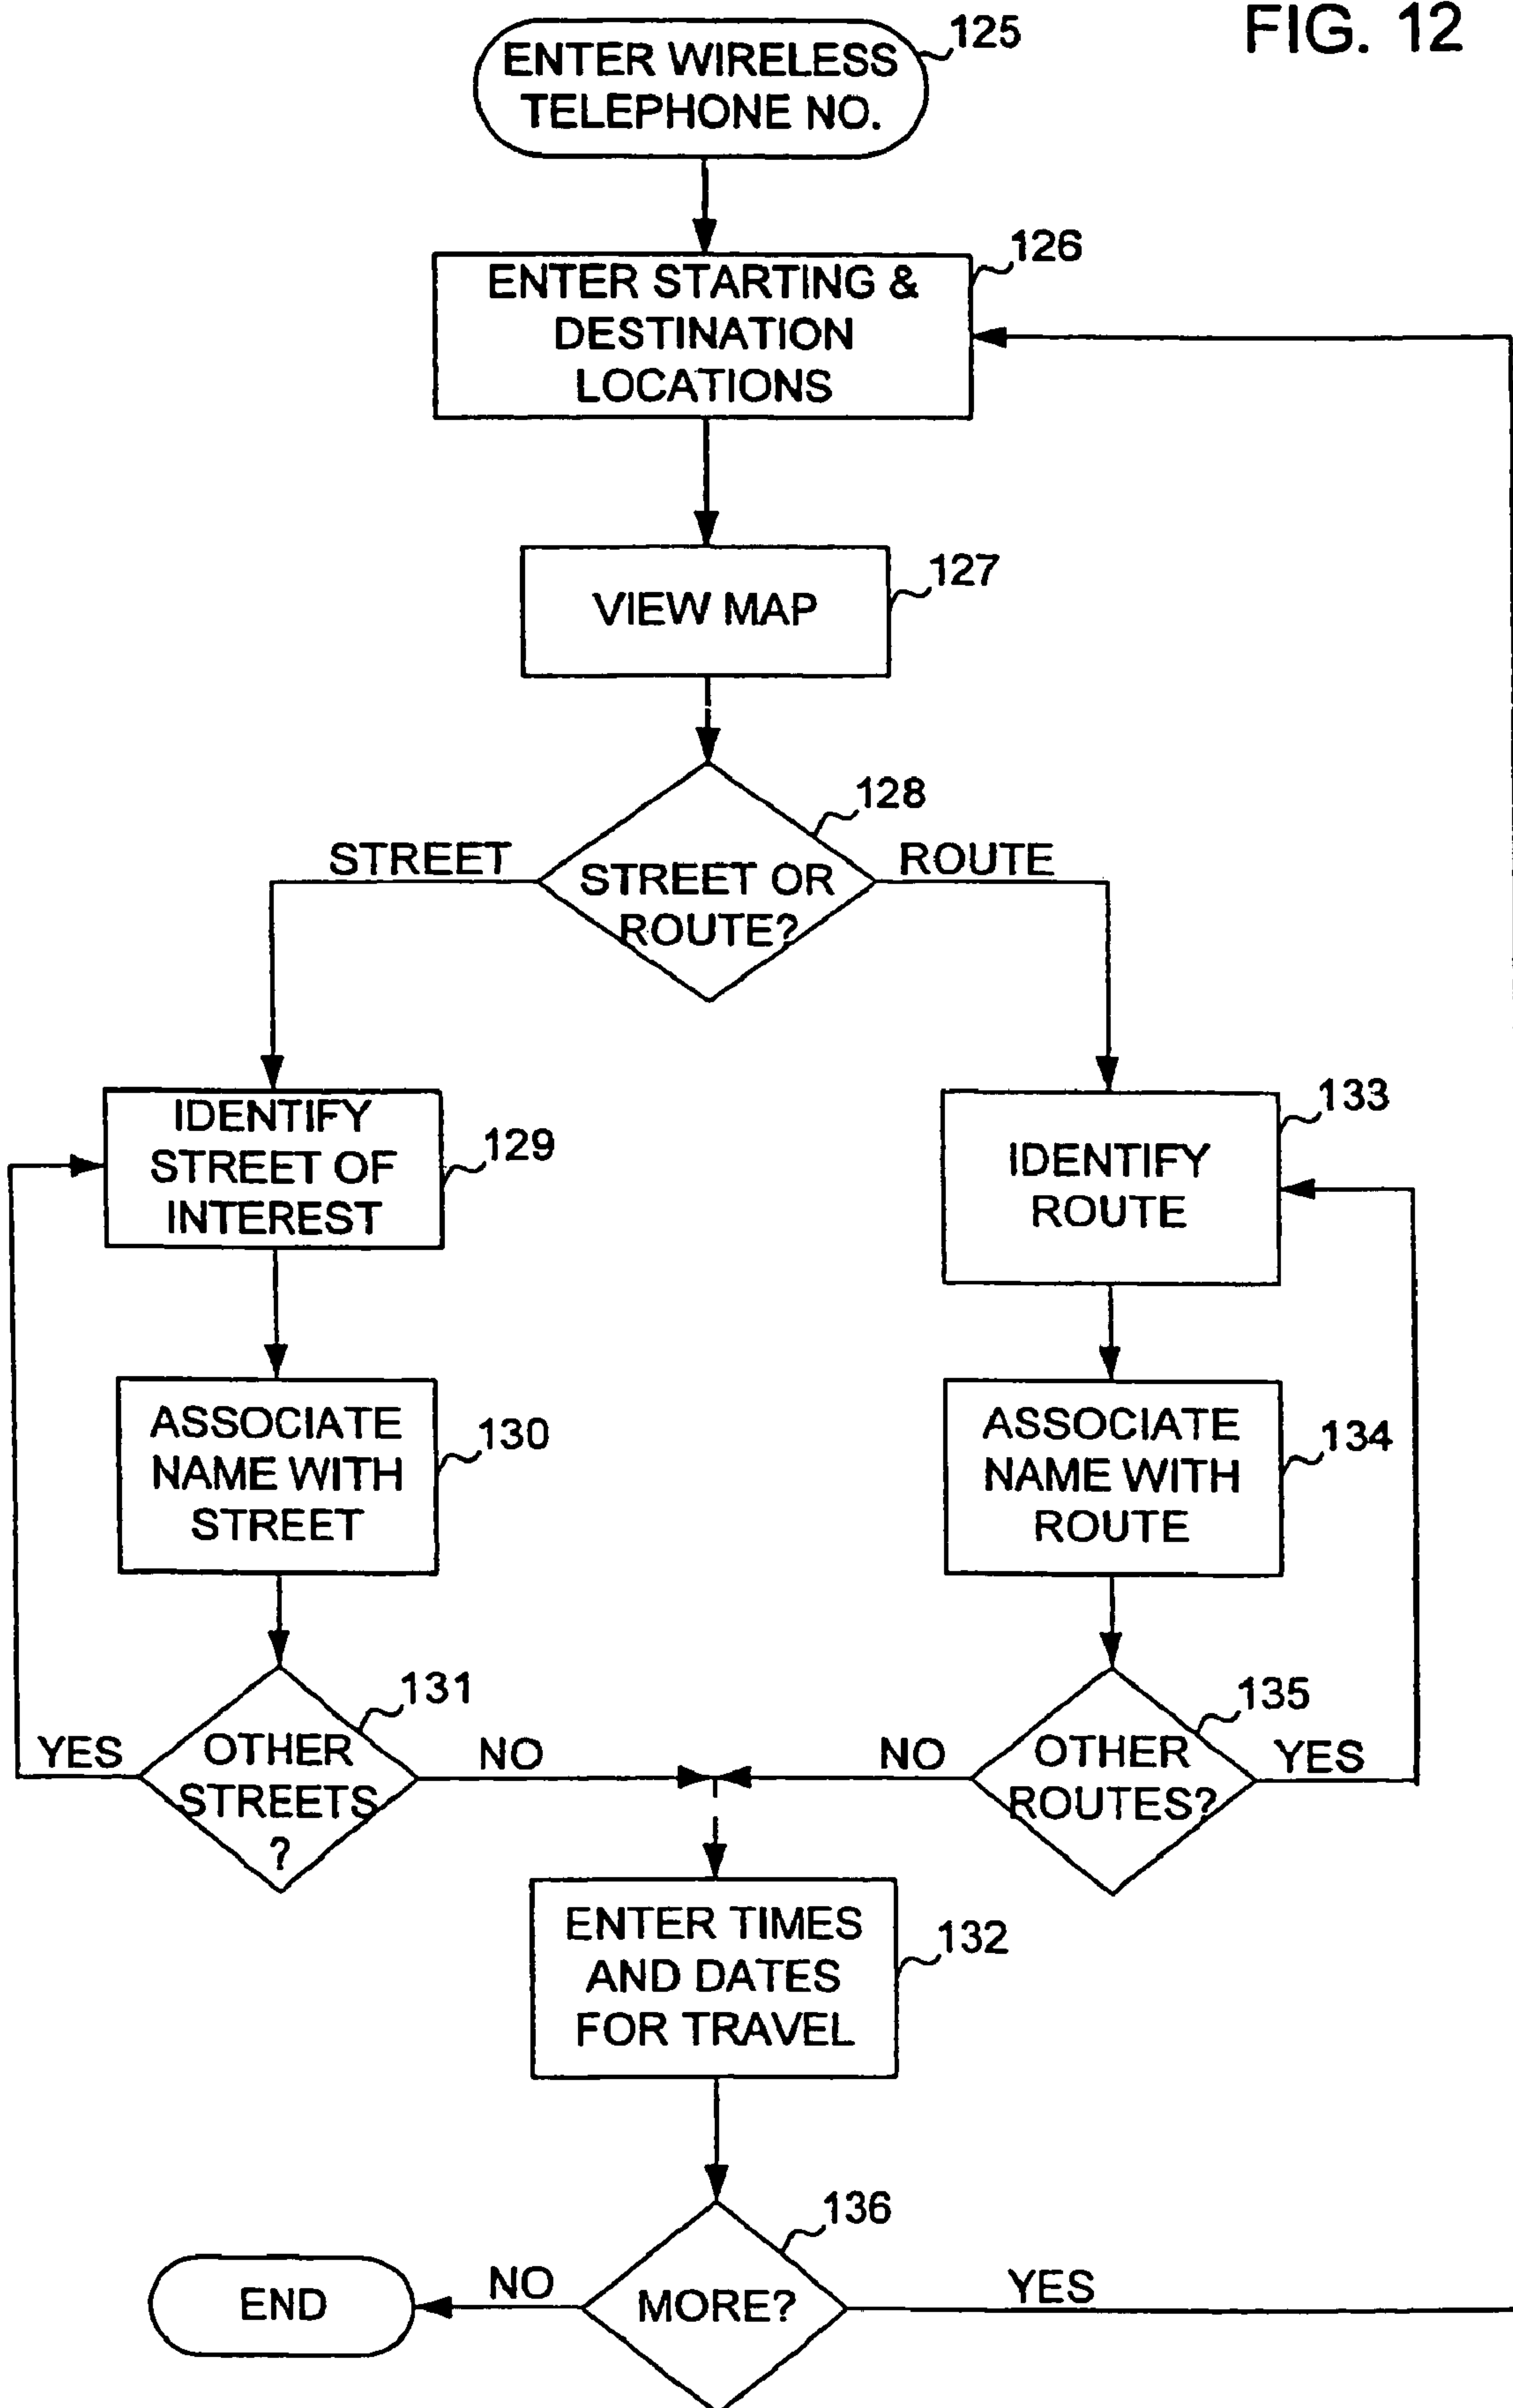 FIG. 12
125
ENTER WIRELESS
TELEPHONE NO.
126
ENTER STARTING &
DESTINATION
LOCATIONS
127
VIEW MAP
128
STREET
STREET OR
ROUTE?
ROUTE
IDENTIFY
STREET OF
INTEREST
129
133
IDENTIFY
ROUTE
ASSOCIATE
NAME WITH
STREET
130
ASSOCIATE
NAME WITH
ROUTE
134
131
YES
OTHER
STREETS
?
NO
135
NO
OTHER
ROUTES?
YES
ENTER TIMES
AND DATES
FOR TRAVEL
132
136
END
NO
MORE?
YES